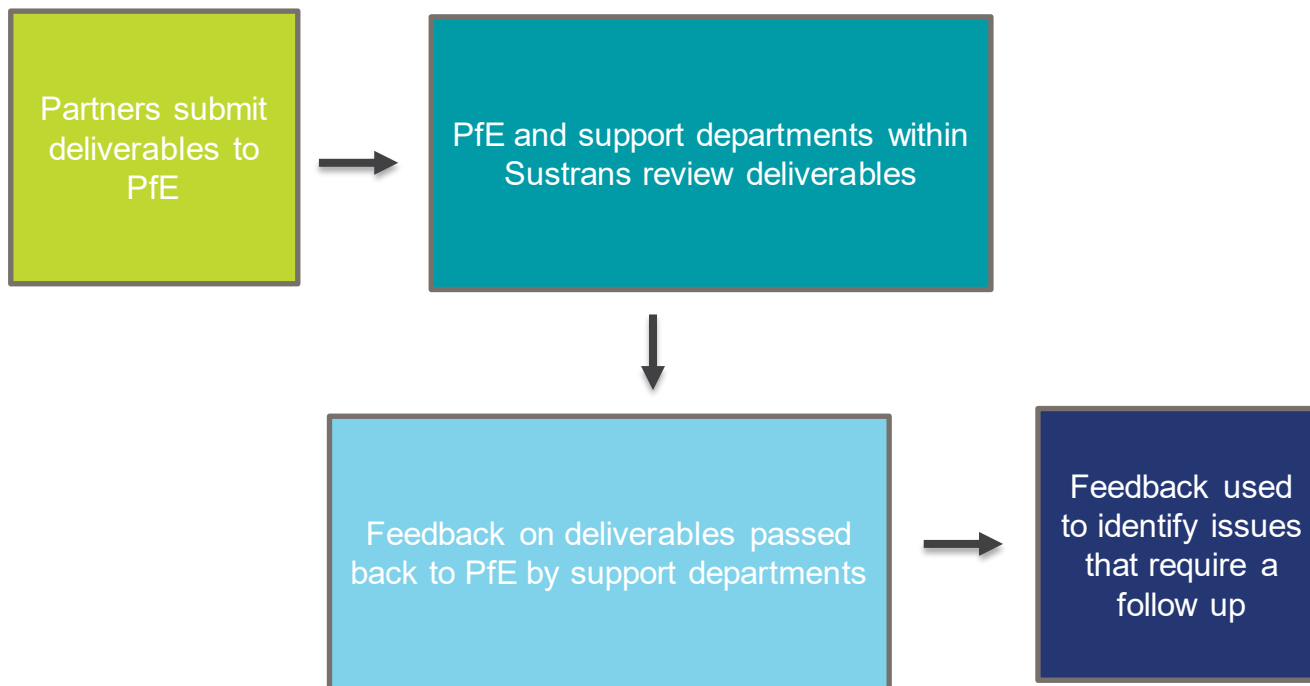 Partners submit
deliverables to
PfE
PfE and support departments within
Sustrans review deliverables
Feedback on deliverables passed
back to PfE by support departments
Feedback used
to identify issues
that require a
follow up